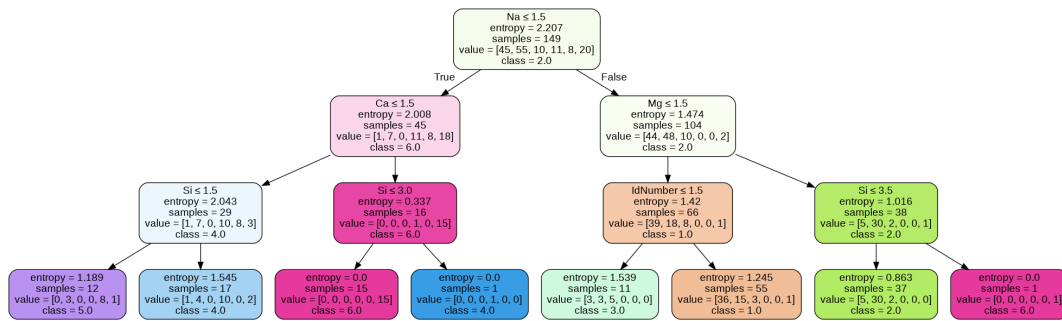 Na ≤ 1.5
entropy = 2.207
samples = 149
value = [45, 55, 10, 11, 8, 20]
class = 2.0
True
False
Ca ≤ 1.5
entropy = 2.008
samples = 45
value = [1, 7, 0, 11, 8, 18]
class = 6.0
Mg ≤ 1.5
entropy = 1.474
samples = 104
value = [44, 48, 10, 0, 0, 2]
class = 2.0
Si ≤ 1.5
entropy = 2.043
samples = 29
value = [1, 7, 0, 10, 8, 3]
class = 4.0
Si ≤ 3.0
entropy = 0.337
samples = 16
value = [0, 0, 0, 1, 0, 15]
class = 6.0
IdNumber ≤ 1.5
entropy = 1.42
samples = 66
value = [39, 18, 8, 0, 0, 1]
class = 1.0
Si ≤ 3.5
entropy = 1.016
samples = 38
value = [5, 30, 2, 0, 0, 1]
class = 2.0
entropy = 1.189
samples = 12
value = [0, 3, 0, 0, 8, 1]
class = 5.0
entropy = 1.545
samples = 17
value = [1, 4, 0, 10, 0, 2]
class = 4.0
entropy = 0.0
samples = 15
value = [0, 0, 0, 0, 0, 15]
class = 6.0
entropy = 0.0
samples = 1
value = [0, 0, 0, 1, 0, 0]
class = 4.0
entropy = 1.539
samples = 11
value = [3, 3, 5, 0, 0, 0]
class = 3.0
entropy = 1.245
samples = 55
value = [36, 15, 3, 0, 0, 1]
class = 1.0
entropy = 0.863
samples = 37
value = [5, 30, 2, 0, 0, 0]
class = 2.0
entropy = 0.0
samples = 1
value = [0, 0, 0, 0, 0, 1]
class = 6.0